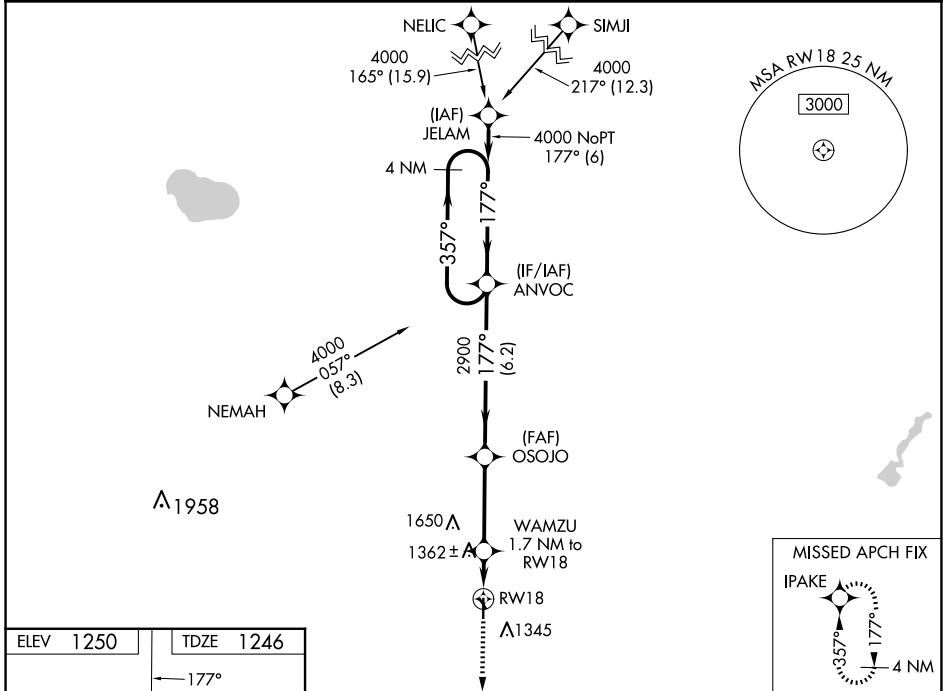 NELIC
SIMJI
4000
165° (15.9)
4000
217° (12.3)
MSA RW18 25 NM
3000
(IAF)
JELAM
4000 NoPT
177° (6)
4 NM
177°
357°
(IF/IAF)
ANVOC
4000
057°
(8.3)
2900
177°
(6.2)
NEMAH
(FAF)
OSOJO
1958
1650
1362 ±
WAMZU
1.7 NM to
RW18
RW18
1345
MISSED APCH FIX
IPAKE
357°
177°
4 NM
ELEV 1250
TDZE 1246
177°